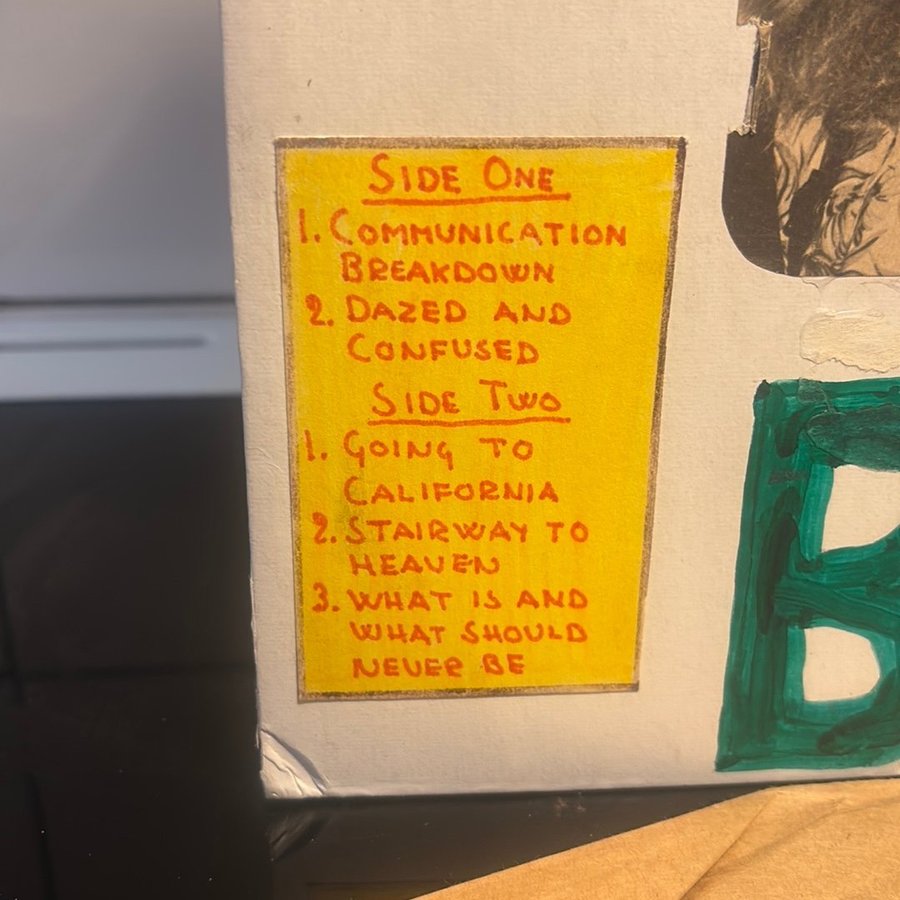 SIDE ONE
1. COMMUNICATION
BREAKDOWN
2. DAZED AND
CONFUSED
SIDE TWO
1. GOING TO
CALIFORNIA
2. STAIRWAY TO
HEAVEN
3. WHAT IS AND
WHAT SHOULD
NEVER BE
B